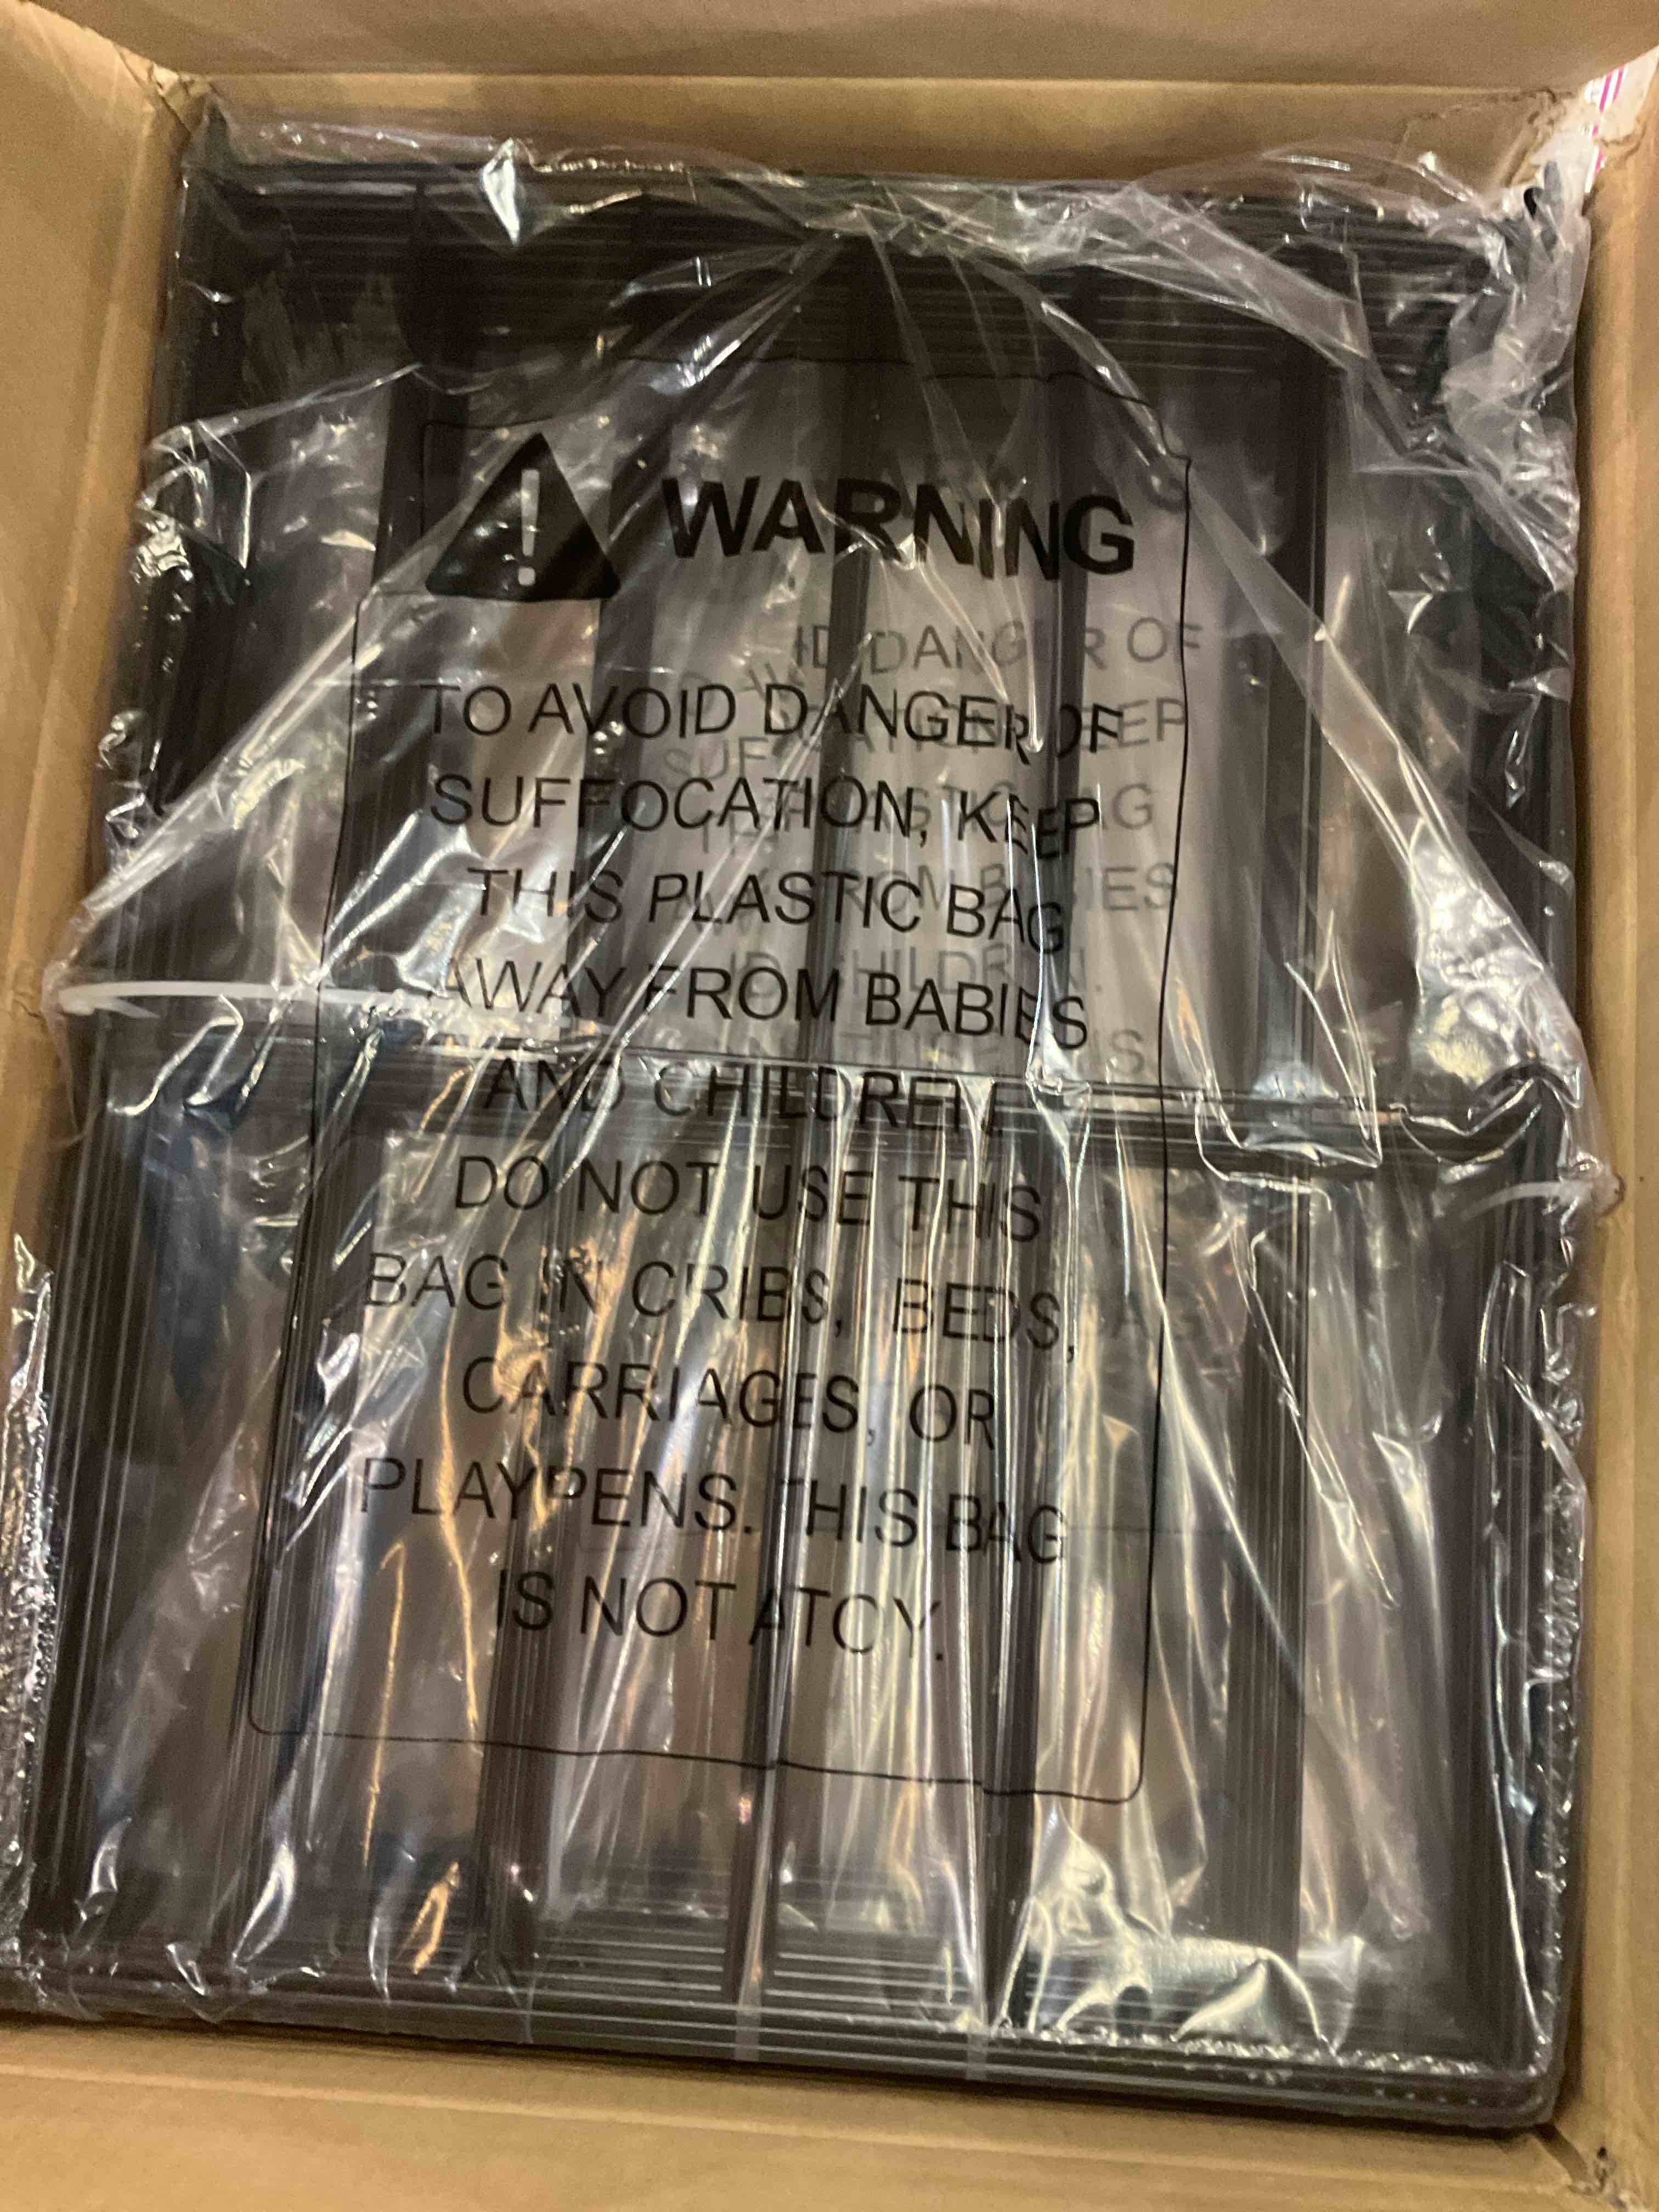 WARNING
TO AVOID DANGER OF
SUFFOCATION, KEEP
THIS PLASTIC BAG
AWAY FROM BABIES
AND CHILDREN.
DO NOT USE THIS
BAG IN CRIBS, BEDS,
CARRIAGES, OR
PLAYPENS. THIS BAG
IS NOT A TOY.